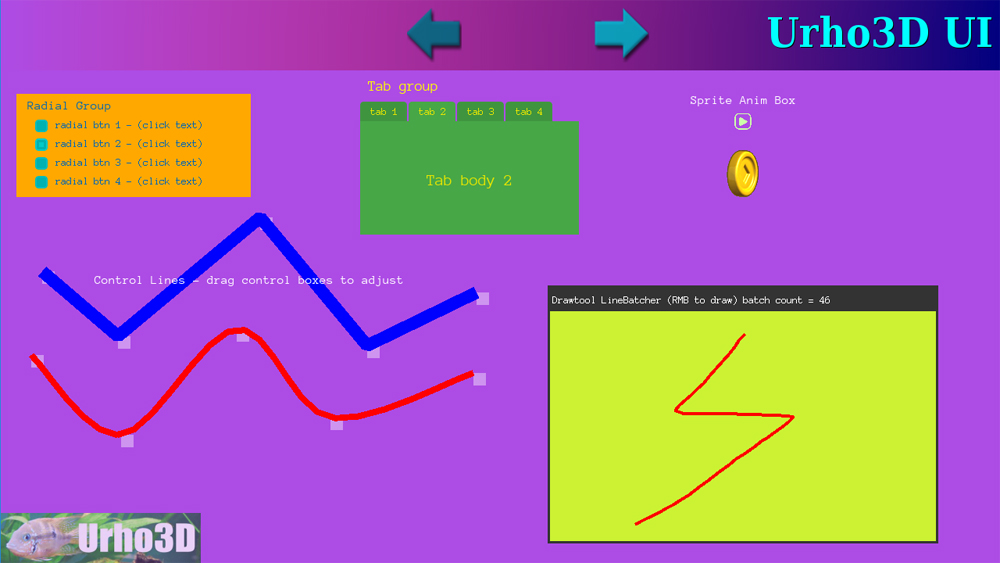 Urho3D UI
Radial Group
radial btn 1 - (click text)
radial btn 2 - (click text)
radial btn 3 - (click text)
radial btn 4 - (click text)
Tab group
tab 1
tab 2
tab 3
tab 4
Tab body 2
Sprite Anim Box
Control Lines - drag control boxes to adjust
Drawtool LineBatcher (RMB to draw) batch count = 46
Urho3D